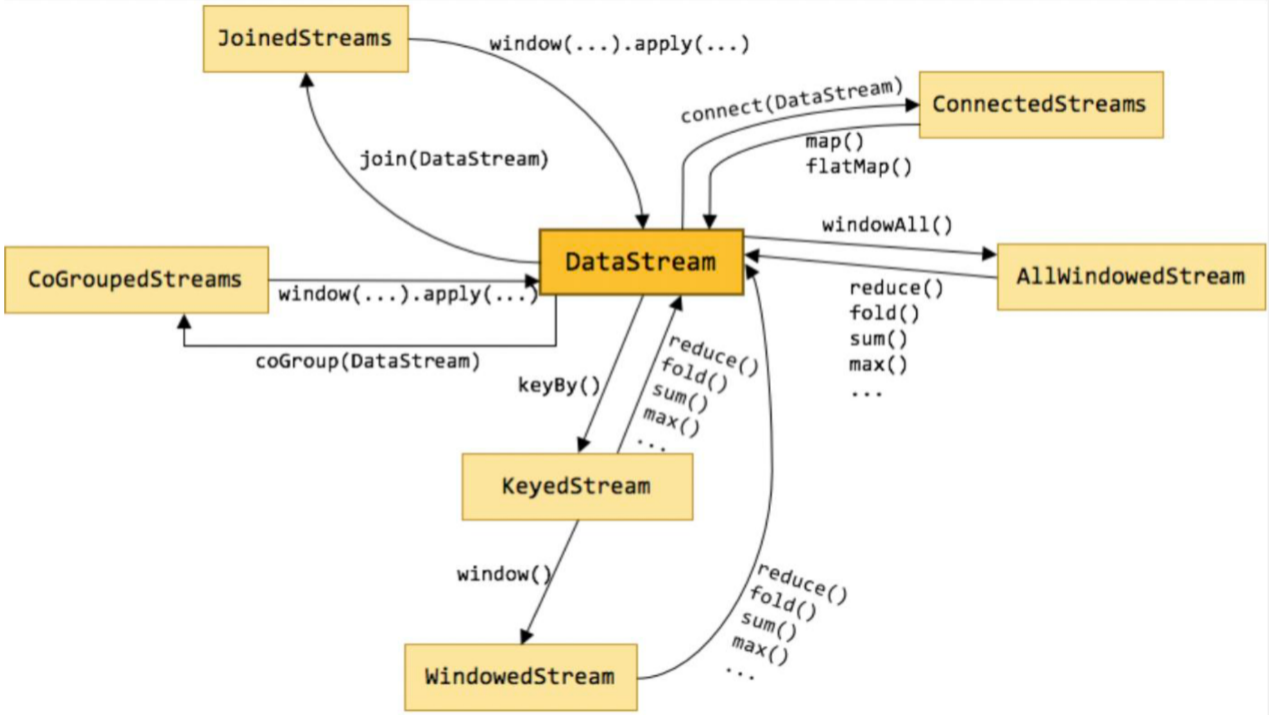 JoinedStreams
window(...).apply(...)
connect(DataStream)
ConnectedStreams
map()
flatMap()
join(DataStream)
windowAll()
DataStream
AllWindowedStream
CoGroupedStreams
window(...).apply(...)
reduce()
fold()
sum()
max()
...
coGroup(DataStream)
keyBy()
reduce()
fold()
sum()
max()
...
KeyedStream
window()
reduce()
fold()
sum()
max()
...
WindowedStream